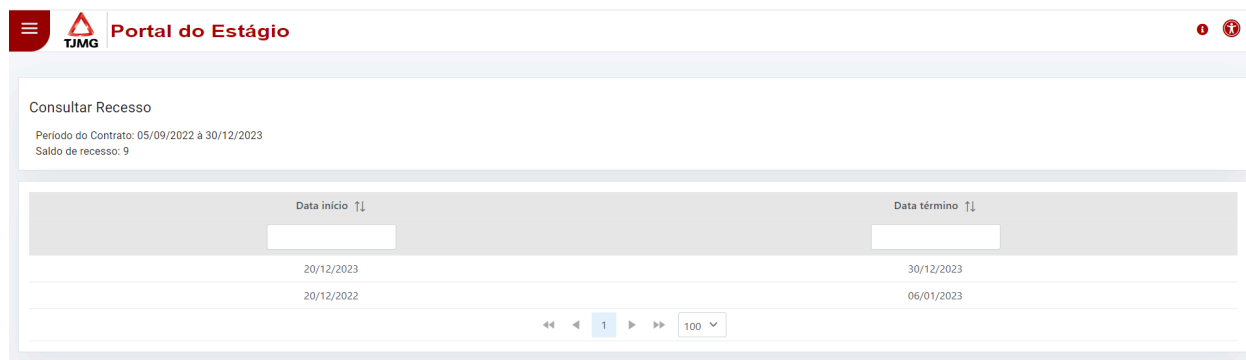 TJMG Portal do Estágio
Consultar Recesso
Período do Contrato: 05/09/2022 à 30/12/2023
Saldo de recesso: 9
Data início Data término
20/12/2023 30/12/2023
20/12/2022 06/01/2023
1 100